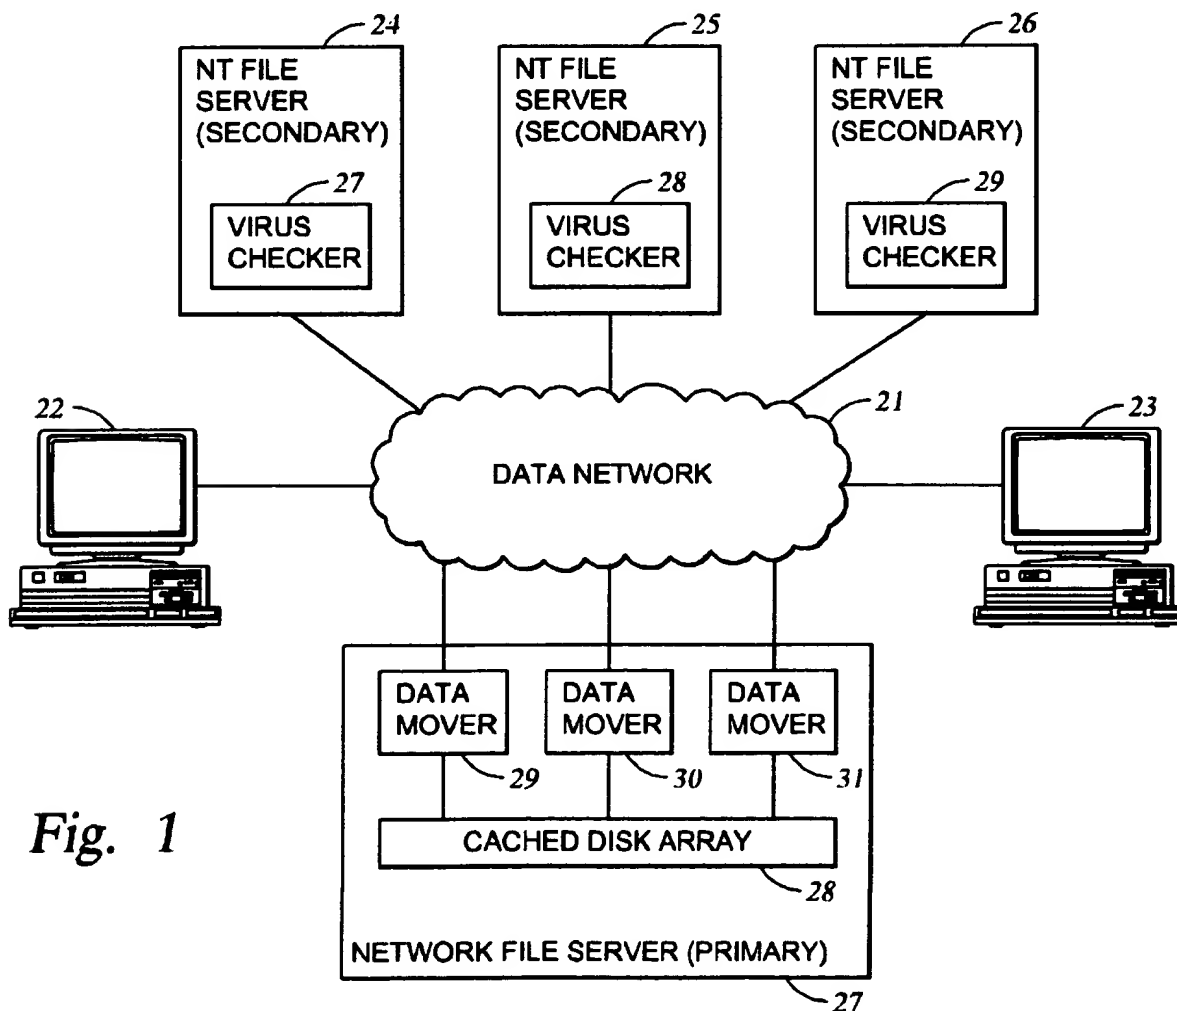 24
NT FILE
SERVER
(SECONDARY)
27
VIRUS
CHECKER
25
NT FILE
SERVER
(SECONDARY)
28
VIRUS
CHECKER
26
NT FILE
SERVER
(SECONDARY)
29
VIRUS
CHECKER
22
21
23
DATA NETWORK
DATA
MOVER
29
DATA
MOVER
30
DATA
MOVER
31
CACHED DISK ARRAY
28
NETWORK FILE SERVER (PRIMARY)
27
Fig. 1